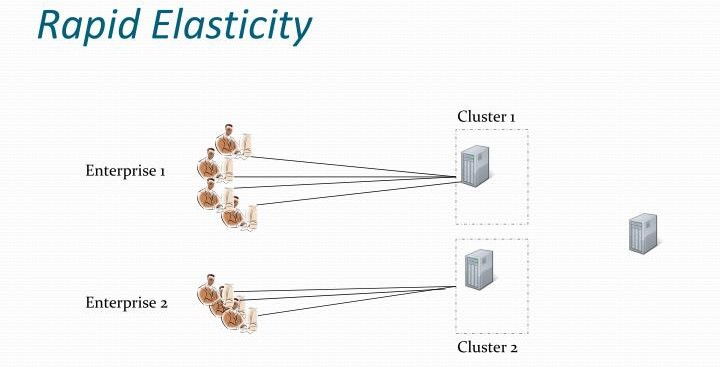 Rapid Elasticity
Cluster 1
Enterprise 1
Enterprise 2
Cluster 2